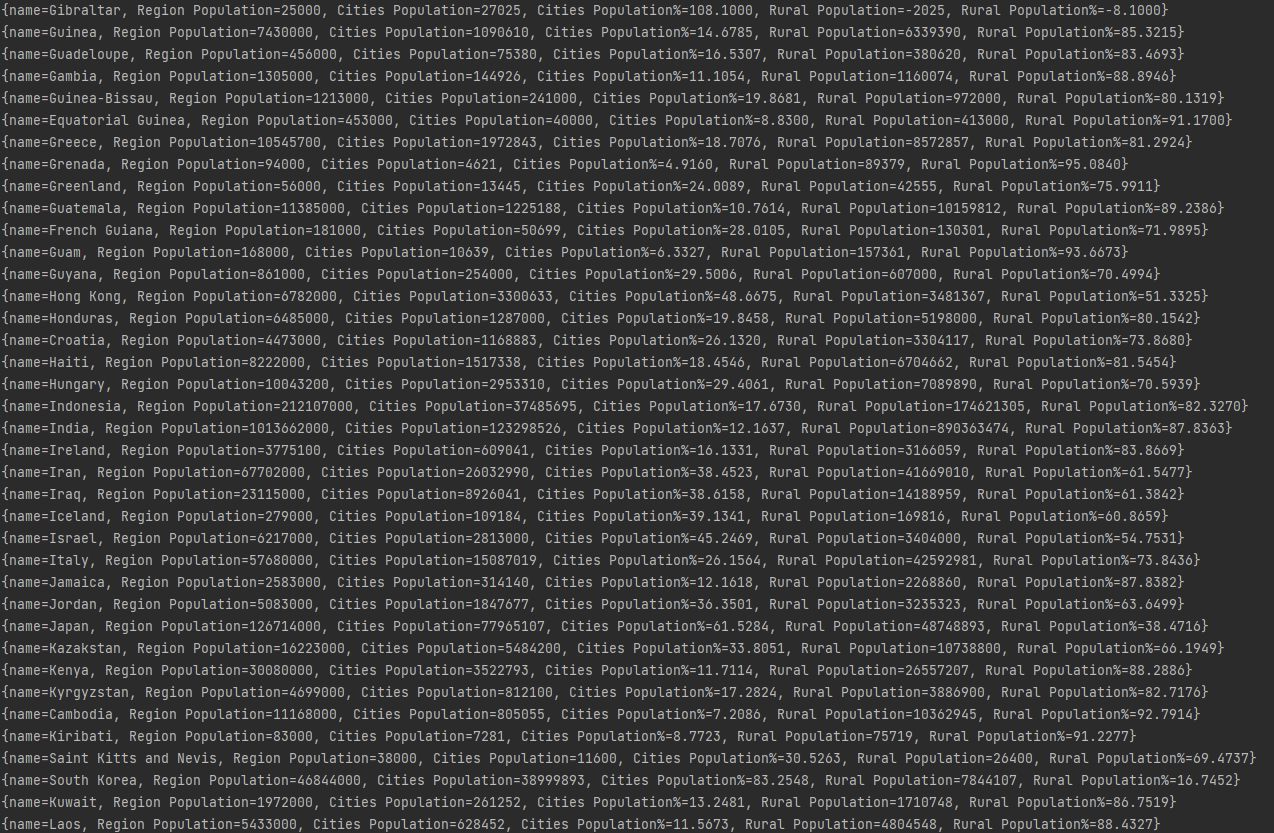 {name=Gibraltar, Region Population=25000, Cities Population=27025, Cities Population%=108.1000, Rural Population=-2025, Rural Population%=-8.1000}
{name=Guinea, Region Population=7430000, Cities Population=1090610, Cities Population%=14.6785, Rural Population=6339390, Rural Population%=85.3215}
{name=Guadeloupe, Region Population=456000, Cities Population=75380, Cities Population%=16.5307, Rural Population=380620, Rural Population%=83.4693}
{name=Gambia, Region Population=1305000, Cities Population=144926, Cities Population%=11.1054, Rural Population=1160074, Rural Population%=88.8946}
{name=Guinea-Bissau, Region Population=1213000, Cities Population=241000, Cities Population%=19.8681, Rural Population=972000, Rural Population%=80.1319}
{name=Equatorial Guinea, Region Population=453000, Cities Population=40000, Cities Population%=8.8300, Rural Population=413000, Rural Population%=91.1700}
{name=Greece, Region Population=10545700, Cities Population=1972843, Cities Population%=18.7076, Rural Population=8572857, Rural Population%=81.2924}
{name=Grenada, Region Population=94000, Cities Population=4621, Cities Population%=4.9160, Rural Population=89379, Rural Population%=95.0840}
{name=Greenland, Region Population=56000, Cities Population=13445, Cities Population%=24.0089, Rural Population=42555, Rural Population%=75.9911}
{name=Guatemala, Region Population=11385000, Cities Population=1225188, Cities Population%=10.7614, Rural Population=10159812, Rural Population%=89.2386}
{name=French Guiana, Region Population=181000, Cities Population=50699, Cities Population%=28.0105, Rural Population=130301, Rural Population%=71.9895}
{name=Guam, Region Population=168000, Cities Population=10639, Cities Population%=6.3327, Rural Population=157361, Rural Population%=93.6673}
{name=Guyana, Region Population=861000, Cities Population=254000, Cities Population%=29.5006, Rural Population=607000, Rural Population%=70.4994}
{name=Hong Kong, Region Population=6782000, Cities Population=3300633, Cities Population%=48.6675, Rural Population=3481367, Rural Population%=51.3325}
{name=Honduras, Region Population=6485000, Cities Population=1287000, Cities Population%=19.8458, Rural Population=5198000, Rural Population%=80.1542}
{name=Croatia, Region Population=4473000, Cities Population=1168883, Cities Population%=26.1320, Rural Population=3304117, Rural Population%=73.8680}
{name=Haiti, Region Population=8222000, Cities Population=1517338, Cities Population%=18.4546, Rural Population=6704662, Rural Population%=81.5454}
{name=Hungary, Region Population=10043200, Cities Population=2953310, Cities Population%=29.4061, Rural Population=7089890, Rural Population%=70.5939}
{name=Indonesia, Region Population=212107000, Cities Population=37485695, Cities Population%=17.6730, Rural Population=174621305, Rural Population%=82.3270}
{name=India, Region Population=1013662000, Cities Population=123298526, Cities Population%=12.1637, Rural Population=890363474, Rural Population%=87.8363}
{name=Ireland, Region Population=3775100, Cities Population=609041, Cities Population%=16.1331, Rural Population=3166059, Rural Population%=83.8669}
{name=Iran, Region Population=67702000, Cities Population=26032990, Cities Population%=38.4523, Rural Population=41669010, Rural Population%=61.5477}
{name=Iraq, Region Population=23115000, Cities Population=8926041, Cities Population%=38.6158, Rural Population=14188959, Rural Population%=61.3842}
{name=Iceland, Region Population=279000, Cities Population=109184, Cities Population%=39.1341, Rural Population=169816, Rural Population%=60.8659}
{name=Israel, Region Population=6217000, Cities Population=2813000, Cities Population%=45.2469, Rural Population=3404000, Rural Population%=54.7531}
{name=Italy, Region Population=57680000, Cities Population=15087019, Cities Population%=26.1564, Rural Population=42592981, Rural Population%=73.8436}
{name=Jamaica, Region Population=2583000, Cities Population=314140, Cities Population%=12.1618, Rural Population=2268860, Rural Population%=87.8382}
{name=Jordan, Region Population=5083000, Cities Population=1847677, Cities Population%=36.3501, Rural Population=3235323, Rural Population%=63.6499}
{name=Japan, Region Population=126714000, Cities Population=77965107, Cities Population%=61.5284, Rural Population=48748893, Rural Population%=38.4716}
{name=Kazakstan, Region Population=16223000, Cities Population=5484200, Cities Population%=33.8051, Rural Population=10738800, Rural Population%=66.1949}
{name=Kenya, Region Population=30080000, Cities Population=3522793, Cities Population%=11.7114, Rural Population=26557207, Rural Population%=88.2886}
{name=Kyrgyzstan, Region Population=4699000, Cities Population=812100, Cities Population%=17.2824, Rural Population=3886900, Rural Population%=82.7176}
{name=Cambodia, Region Population=11168000, Cities Population=805055, Cities Population%=7.2086, Rural Population=10362945, Rural Population%=92.7914}
{name=Kiribati, Region Population=83000, Cities Population=7281, Cities Population%=8.7723, Rural Population=75719, Rural Population%=91.2277}
{name=Saint Kitts and Nevis, Region Population=38000, Cities Population=11600, Cities Population%=30.5263, Rural Population=26400, Rural Population%=69.4737}
{name=South Korea, Region Population=46844000, Cities Population=38999893, Cities Population%=83.2548, Rural Population=7844107, Rural Population%=16.7452}
{name=Kuwait, Region Population=1972000, Cities Population=261252, Cities Population%=13.2481, Rural Population=1710748, Rural Population%=86.7519}
{name=Laos, Region Population=5433000, Cities Population=628452, Cities Population%=11.5673, Rural Population=4804548, Rural Population%=88.4327}